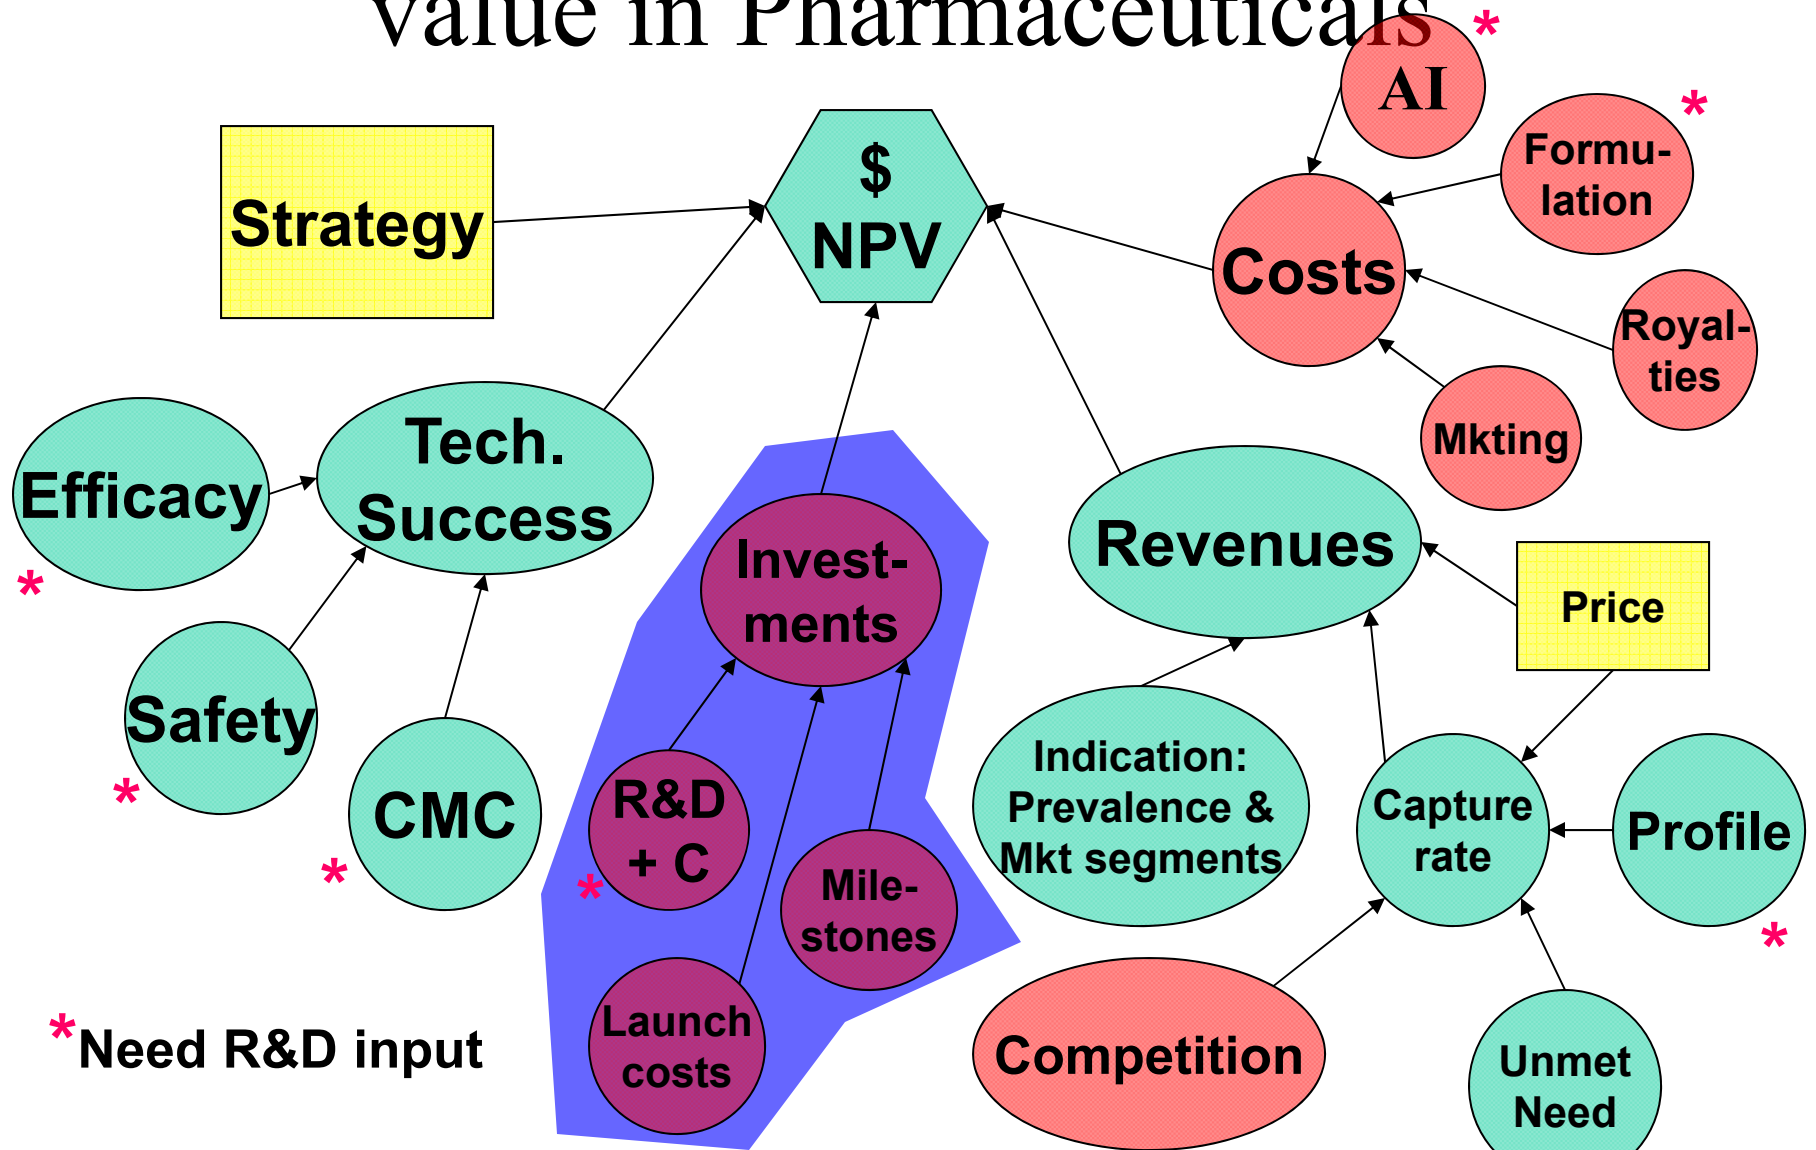 value in Pharmaceuticals
*
AI
*
Formu-
lation
$
NPV
Strategy
Costs
Royal-
ties
Mkting
Tech.
Success
Efficacy
*
Invest-
ments
Revenues
Price
Safety
*
CMC
*
R&D
+ C
*
Mile-
stones
Launch
costs
Indication:
Prevalence &
Mkt segments
Capture
rate
Profile
*
Competition
Unmet
Need
*Need R&D input